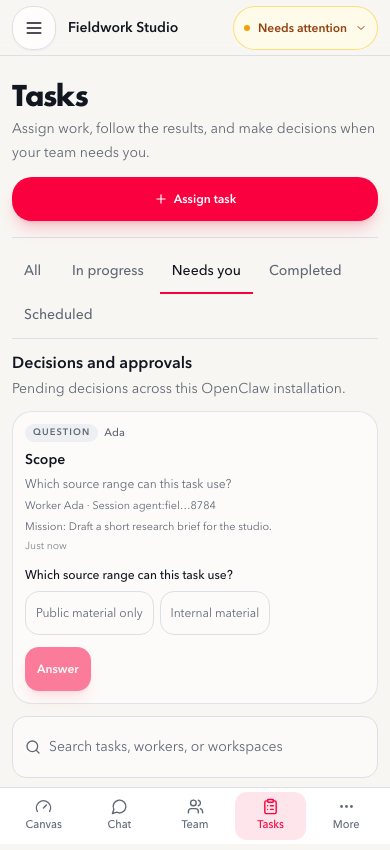 Fieldwork Studio
Needs attention
Tasks
Assign work, follow the results, and make decisions when
your team needs you.
+ Assign task
All
In progress
Needs you
Completed
Scheduled
Decisions and approvals
Pending decisions across this OpenClaw installation.
QUESTION Ada
Scope
Which source range can this task use?
Worker Ada · Session agent:fiel…8784
Mission: Draft a short research brief for the studio.
Just now
Which source range can this task use?
Public material only
Internal material
Answer
Search tasks, workers, or workspaces
Canvas
Chat
Team
Tasks
More